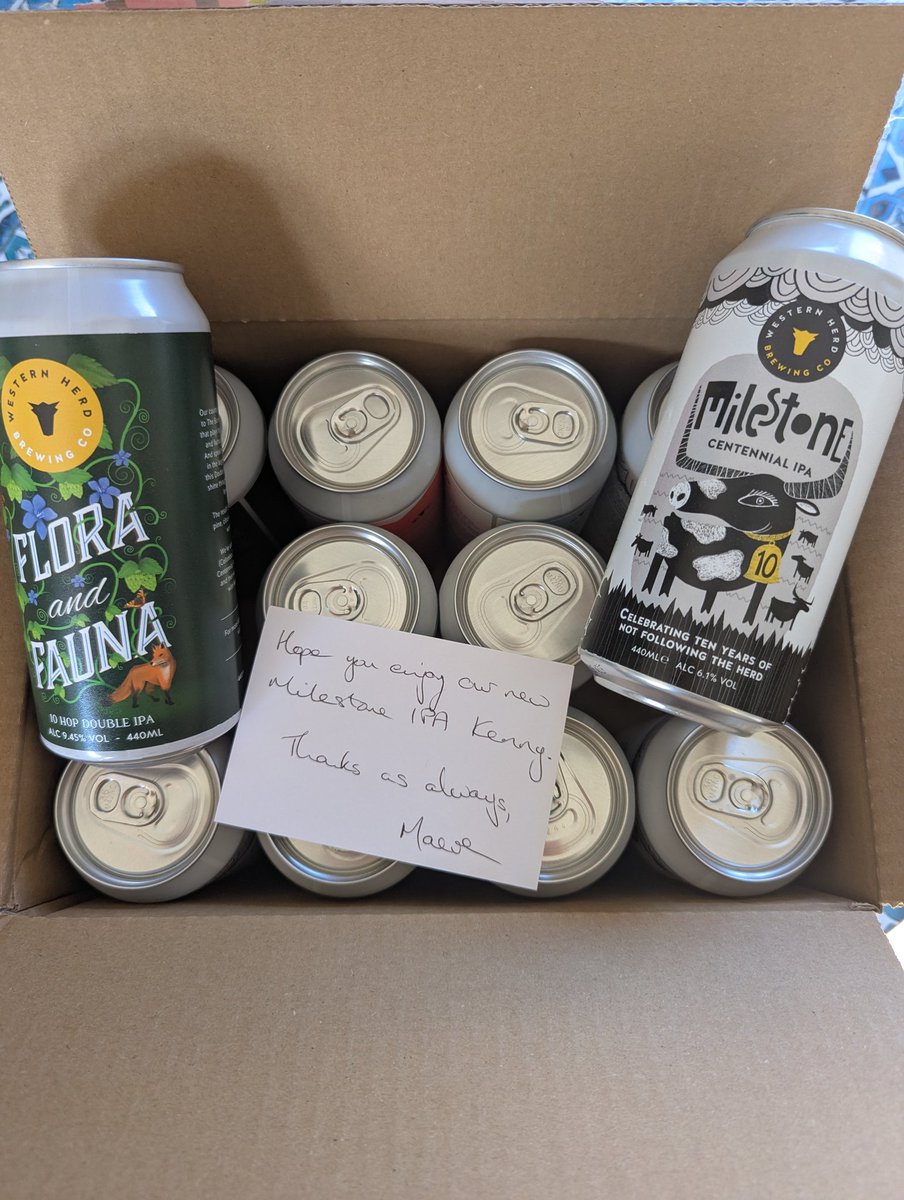 WESTERN HERD
BREWING CO
FLORA
and
FAUNA
10 HOP DOUBLE IPA
ALC 9.45% VOL - 440ML
WESTERN HERD
BREWING CO
MILESTONE
CENTENNIAL IPA
10
CELEBRATING TEN YEARS OF
NOT FOLLOWING THE HERD
440ML℮ ALC 6.1% VOL
Hope you enjoy our new
Milestone IPA Kenny.
Thanks as always,
Maeve